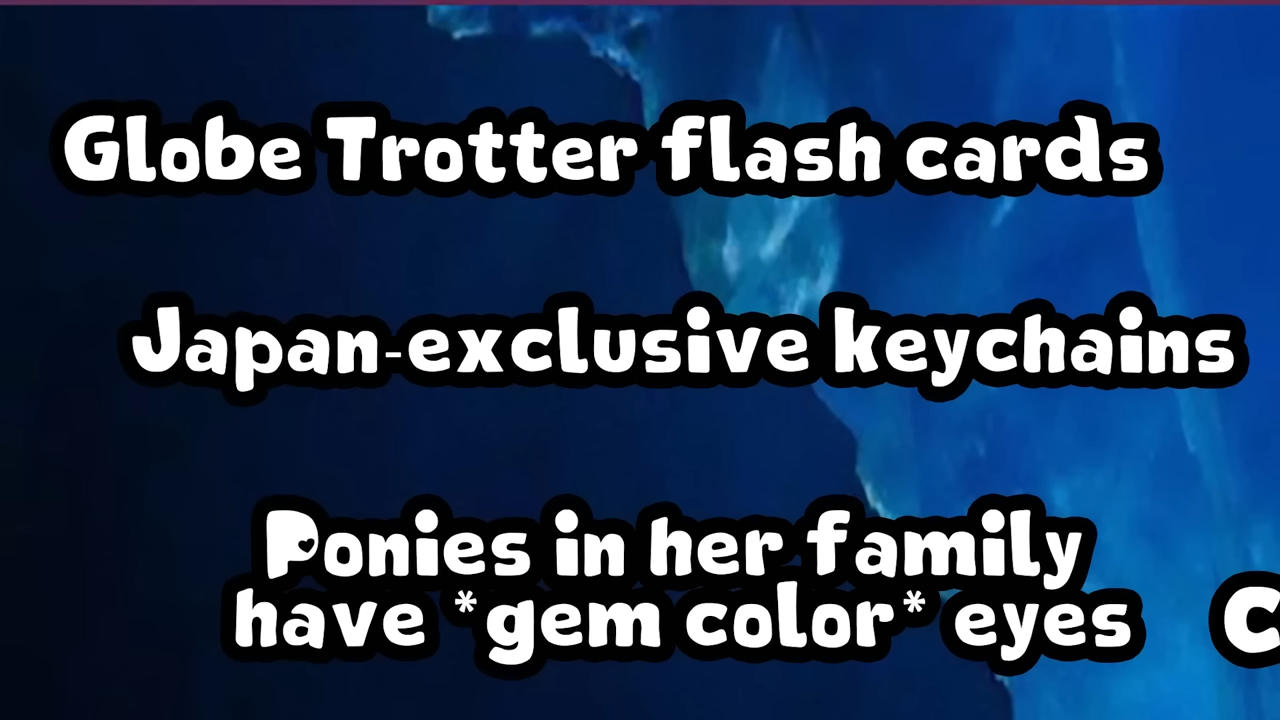 Globe Trotter flash cards
Japan-exclusive keychains
Ponies in her family
have *gem color* eyes